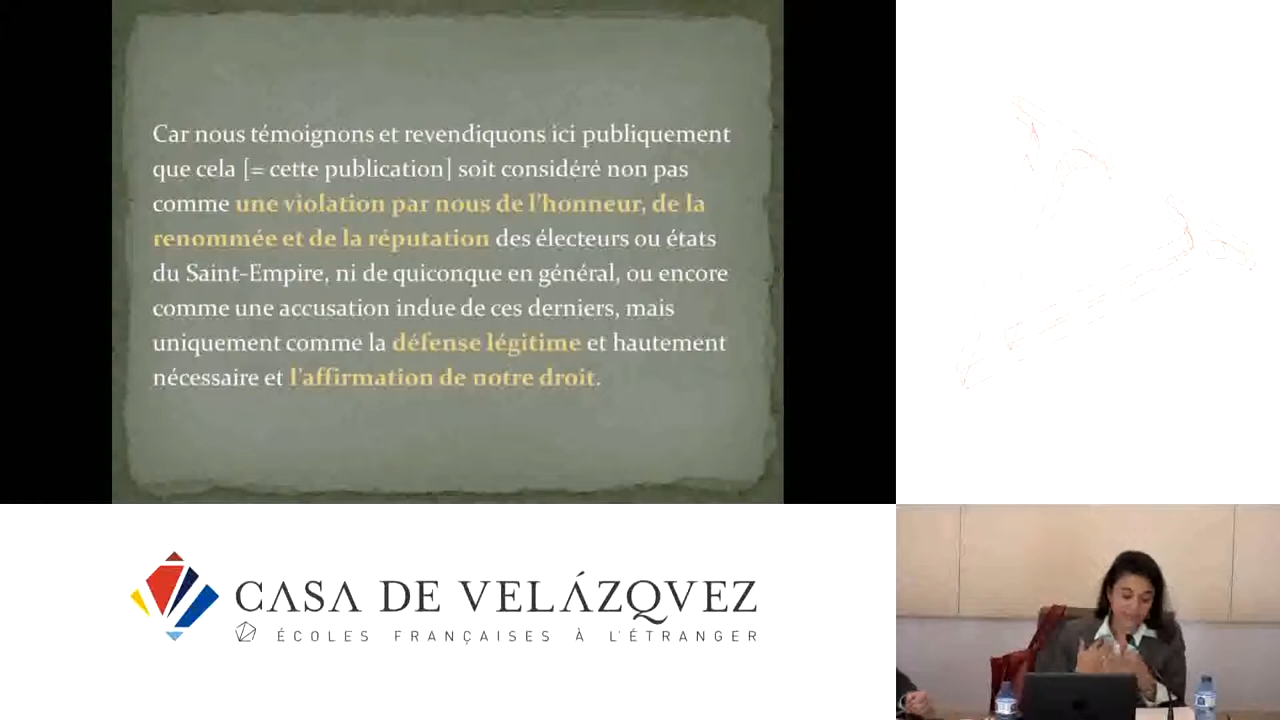 Car nous témoignons et revendiquons ici publiquement
que cela [= cette publication] soit considéré non pas
comme une violation par nous de l'honneur, de la
renommée et de la réputation des électeurs ou états
du Saint-Empire, ni de quiconque en général, ou encore
comme une accusation indue de ces derniers, mais
uniquement comme la défense légitime et hautement
nécessaire et l'affirmation de notre droit.
CASA DE VELÁZQVEZ
ÉCOLES FRANÇAISES À L'ÉTRANGER